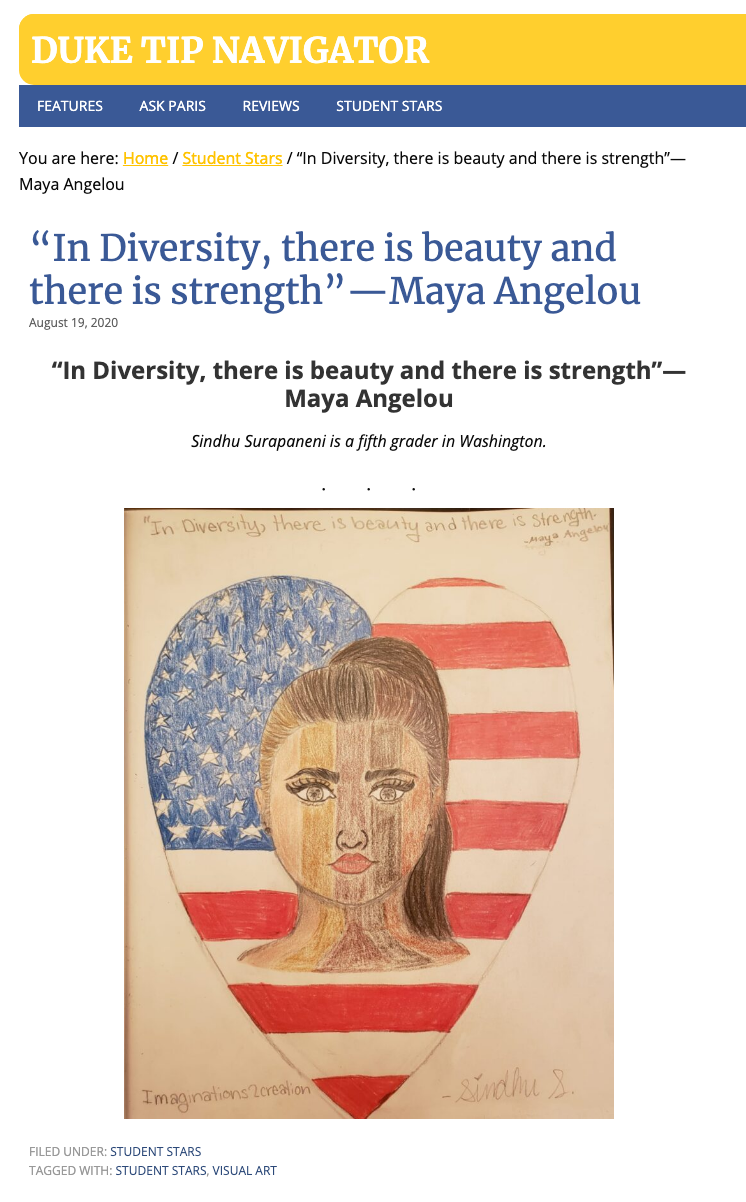 DUKE TIP NAVIGATOR
FEATURES ASK PARIS REVIEWS STUDENT STARS
You are here: Home / Student Stars / “In Diversity, there is beauty and there is strength”—
Maya Angelou
“In Diversity, there is beauty and
there is strength”—Maya Angelou
August 19, 2020
“In Diversity, there is beauty and there is strength”—
Maya Angelou
Sindhu Surapaneni is a fifth grader in Washington.
. . .
"In Diversity, there is beauty and there is strength.
-Maya Angelou
Imaginations2creation
- Sindhu S.
FILED UNDER: STUDENT STARS
TAGGED WITH: STUDENT STARS, VISUAL ART